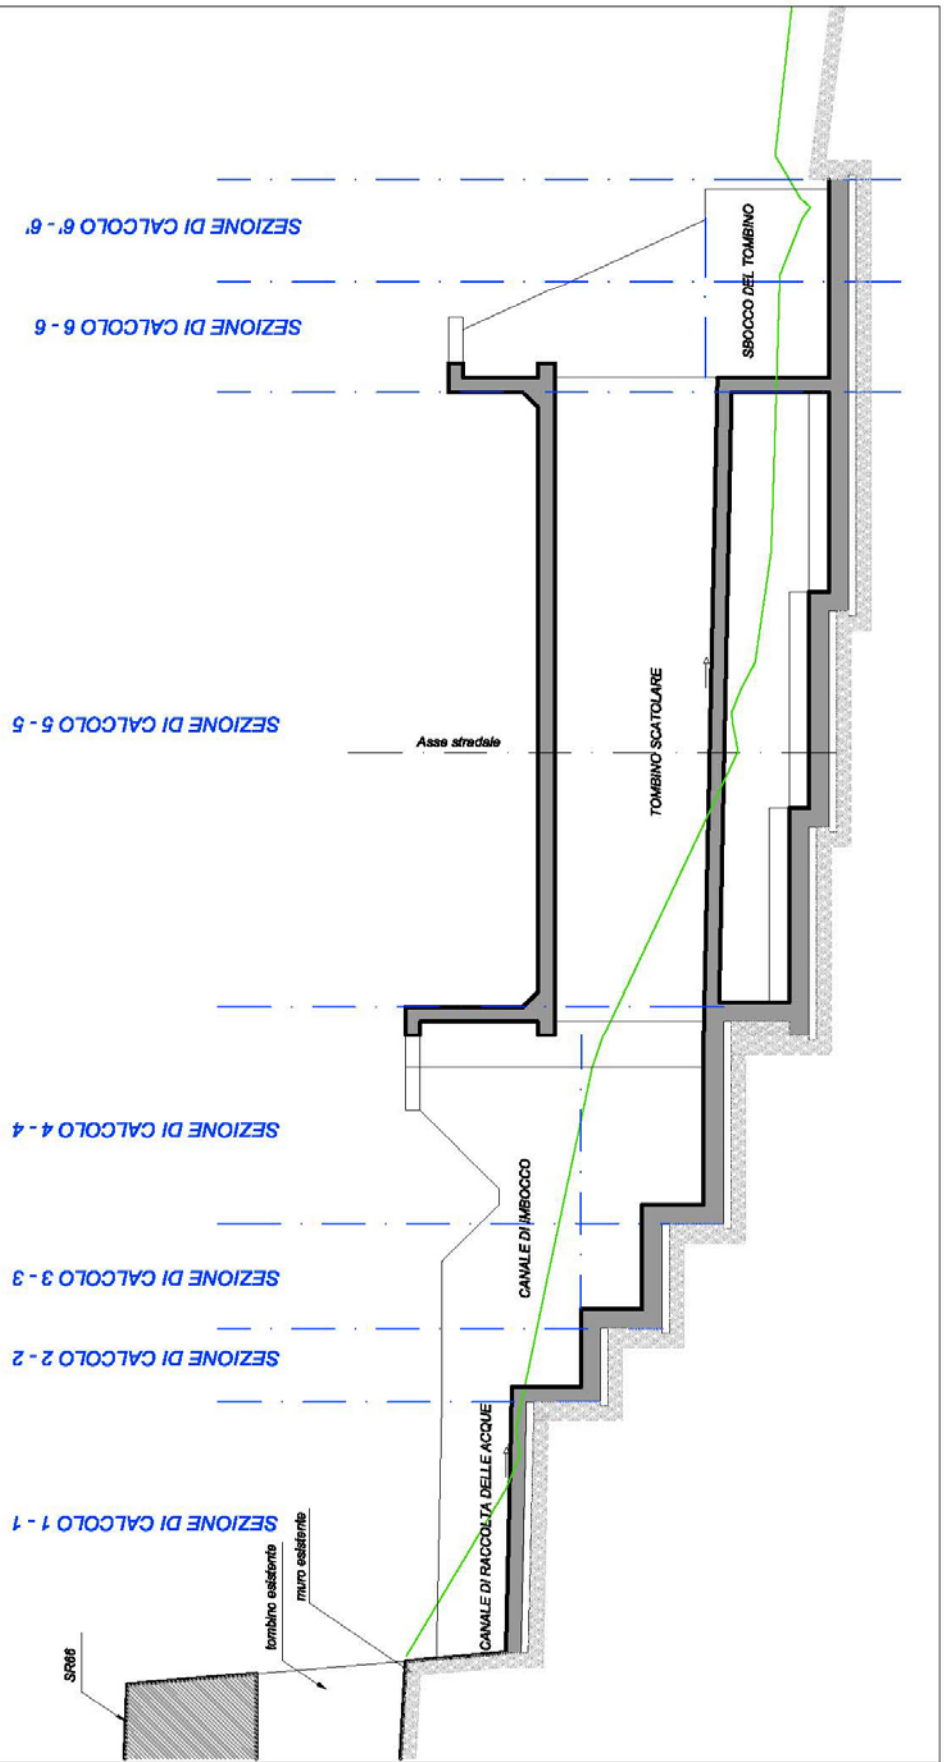 SR66
tombino esistente
muro esistente
SEZIONE DI CALCOLO 1 - 1
CANALE DI RACCOLTA DELLE ACQUE
SEZIONE DI CALCOLO 2 - 2
SEZIONE DI CALCOLO 3 - 3
CANALE DI IMBOCCO
SEZIONE DI CALCOLO 4 - 4
SEZIONE DI CALCOLO 5 - 5
Asse stradale
TOMBINO SCATOLARE
SEZIONE DI CALCOLO 6 - 6
SEZIONE DI CALCOLO 6' - 6'
SBOCCO DEL TOMBINO